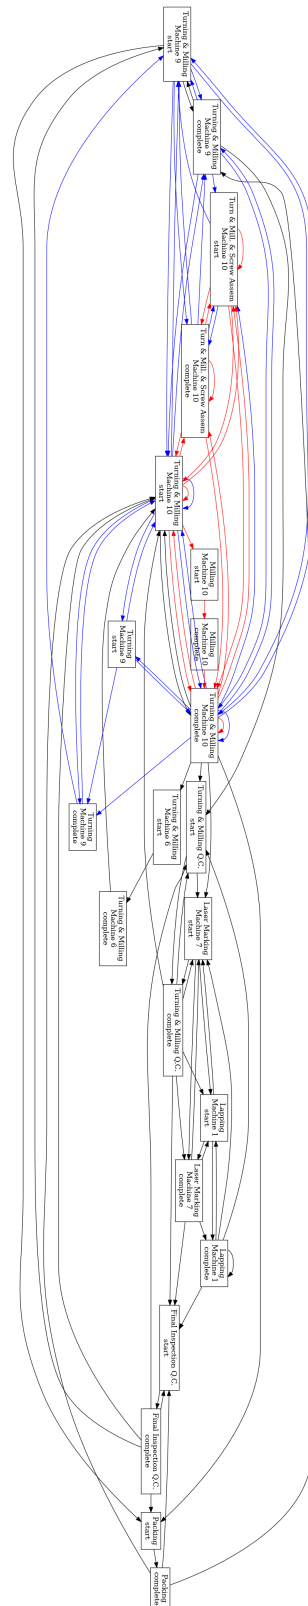 Turning & Milling
Machine 9
start
Turning & Milling
Machine 9
complete
Turn & Mill. & Screw Assem
Machine 10
start
Turn & Mill. & Screw Assem
Machine 10
complete
Turning & Milling
Machine 10
start
Milling
Machine 10
start
Milling
Machine 10
complete
Turning
Machine 9
start
Turning & Milling
Machine 10
complete
Turning & Milling Q.C.
start
Turning & Milling
Machine 6
start
Turning
Machine 9
complete
Turning & Milling
Machine 6
complete
Laser Marking
Machine 7
start
Turning & Milling Q.C.
complete
Lapping
Machine 1
start
Laser Marking
Machine 7
complete
Lapping
Machine 1
complete
Final Inspection Q.C.
start
Final Inspection Q.C.
complete
Packing
start
Packing
complete